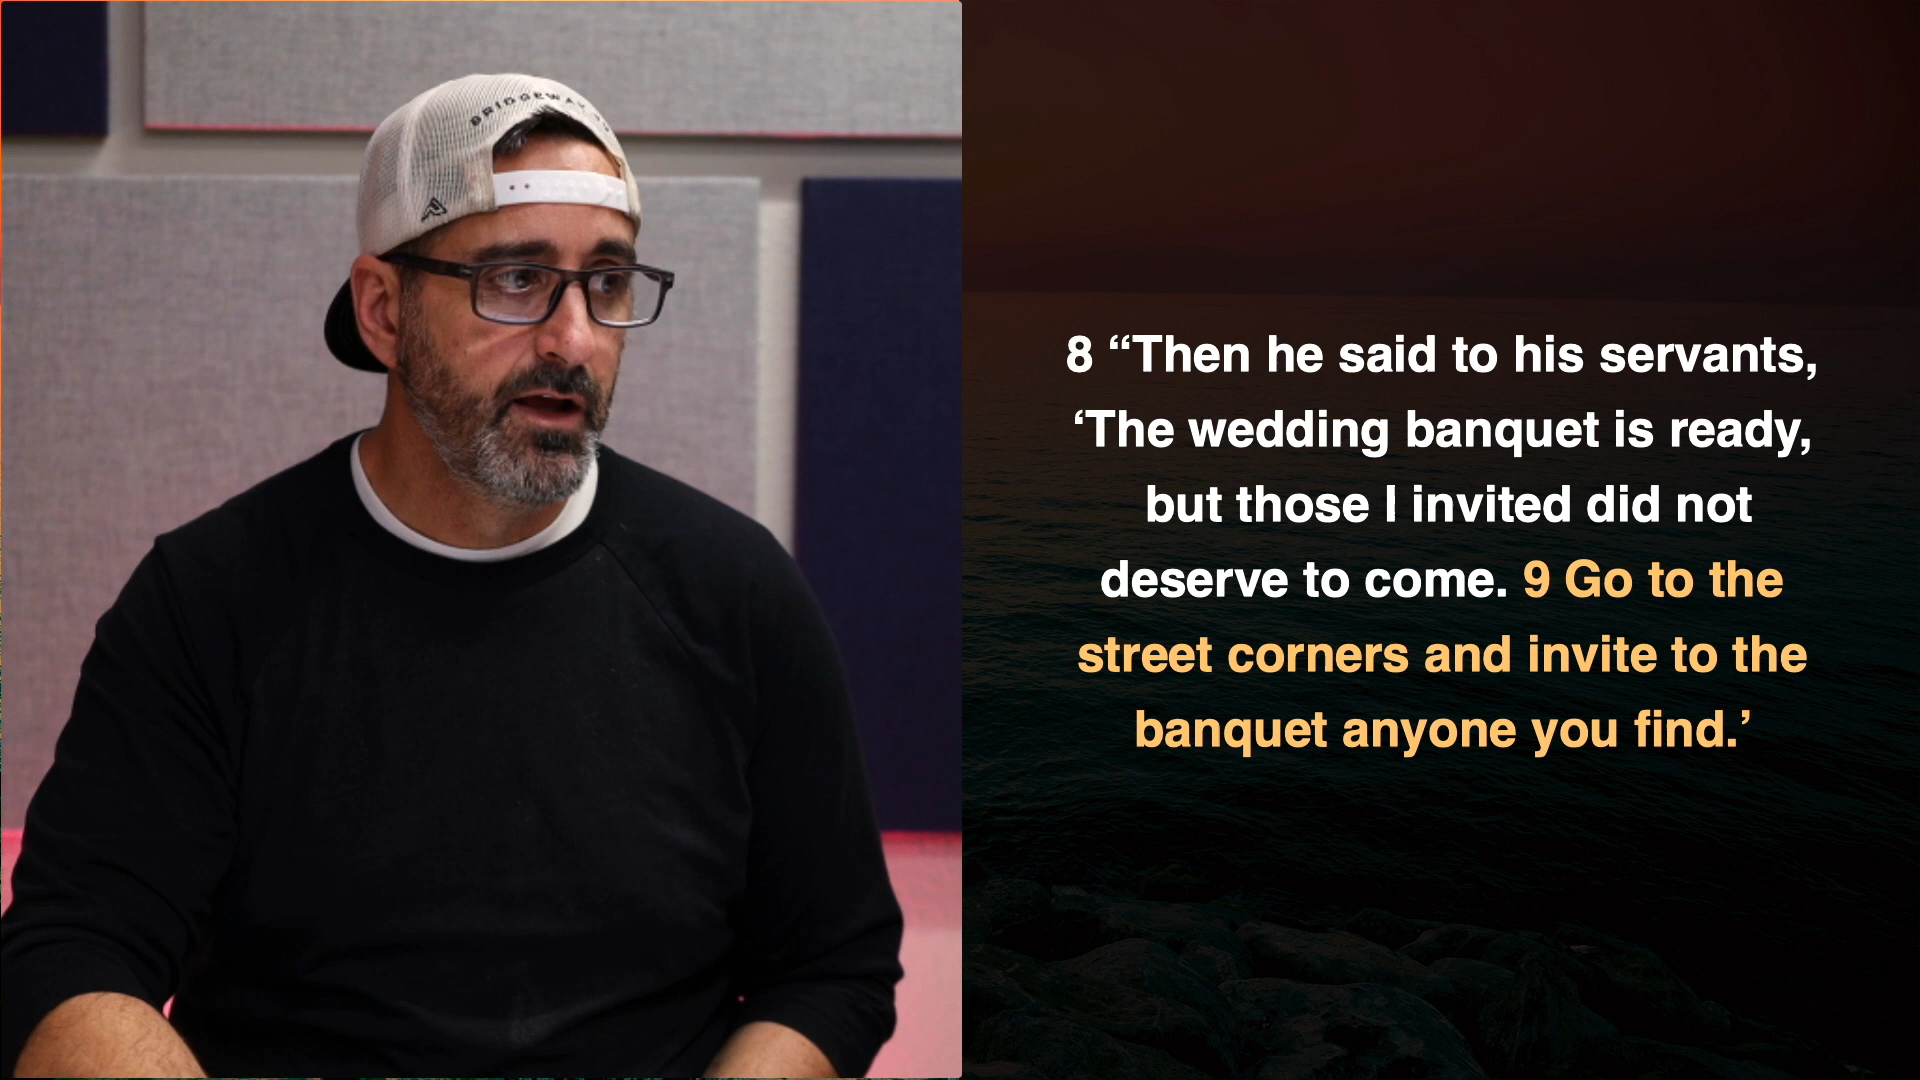 BRIDGEWAY
8 “Then he said to his servants,
‘The wedding banquet is ready,
but those I invited did not
deserve to come. 9 Go to the
street corners and invite to the
banquet anyone you find.’